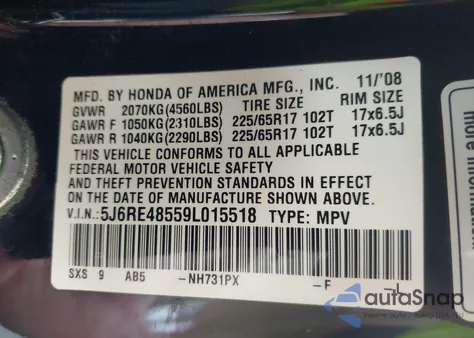 MFD. BY HONDA OF AMERICA MFG., INC. 11/'08
GVWR 2070KG(4560LBS) TIRE SIZE RIM SIZE
GAWR F 1050KG(2310LBS) 225/65R17 102T 17x6.5J
GAWR R 1040KG(2290LBS) 225/65R17 102T 17x6.5J
THIS VEHICLE CONFORMS TO ALL APPLICABLE
FEDERAL MOTOR VEHICLE SAFETY
AND THEFT PREVENTION STANDARDS IN EFFECT
ON THE DATE OF MANUFACTURE SHOWN ABOVE.
V.I.N.: 5J6RE48559L015518 TYPE: MPV
SXS 9 AB5 -NH731PX -F
autoSnap